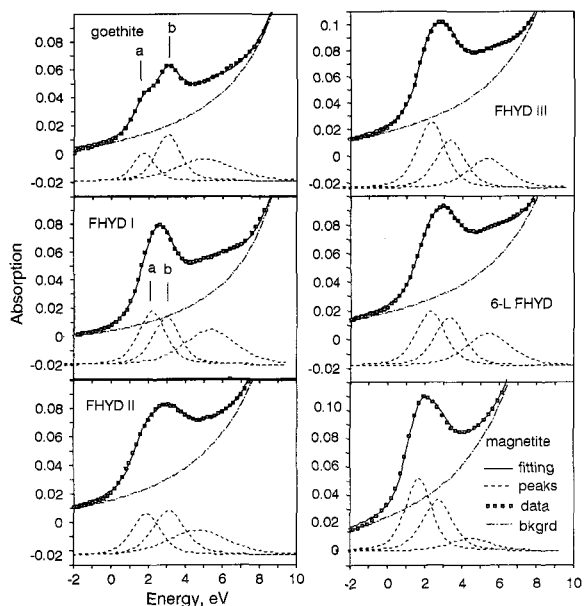 goethite
a
b
0.08
0.06
0.04
0.02
0
-0.02
FHYD III
0.1
0.08
0.06
0.04
0.02
0
-0.02
Absorption
FHYD I
a
b
0.08
0.06
0.04
0.02
0
-0.02
6-L FHYD
0.08
0.06
0.04
0.02
0
-0.02
FHYD II
0.08
0.06
0.04
0.02
0
-0.02
-2 0 2 4 6 8 10
Energy, eV
magnetite
fitting
peaks
data
bkgrd
0.10
0.08
0.06
0.04
0.02
0
-2 0 2 4 6 8 10